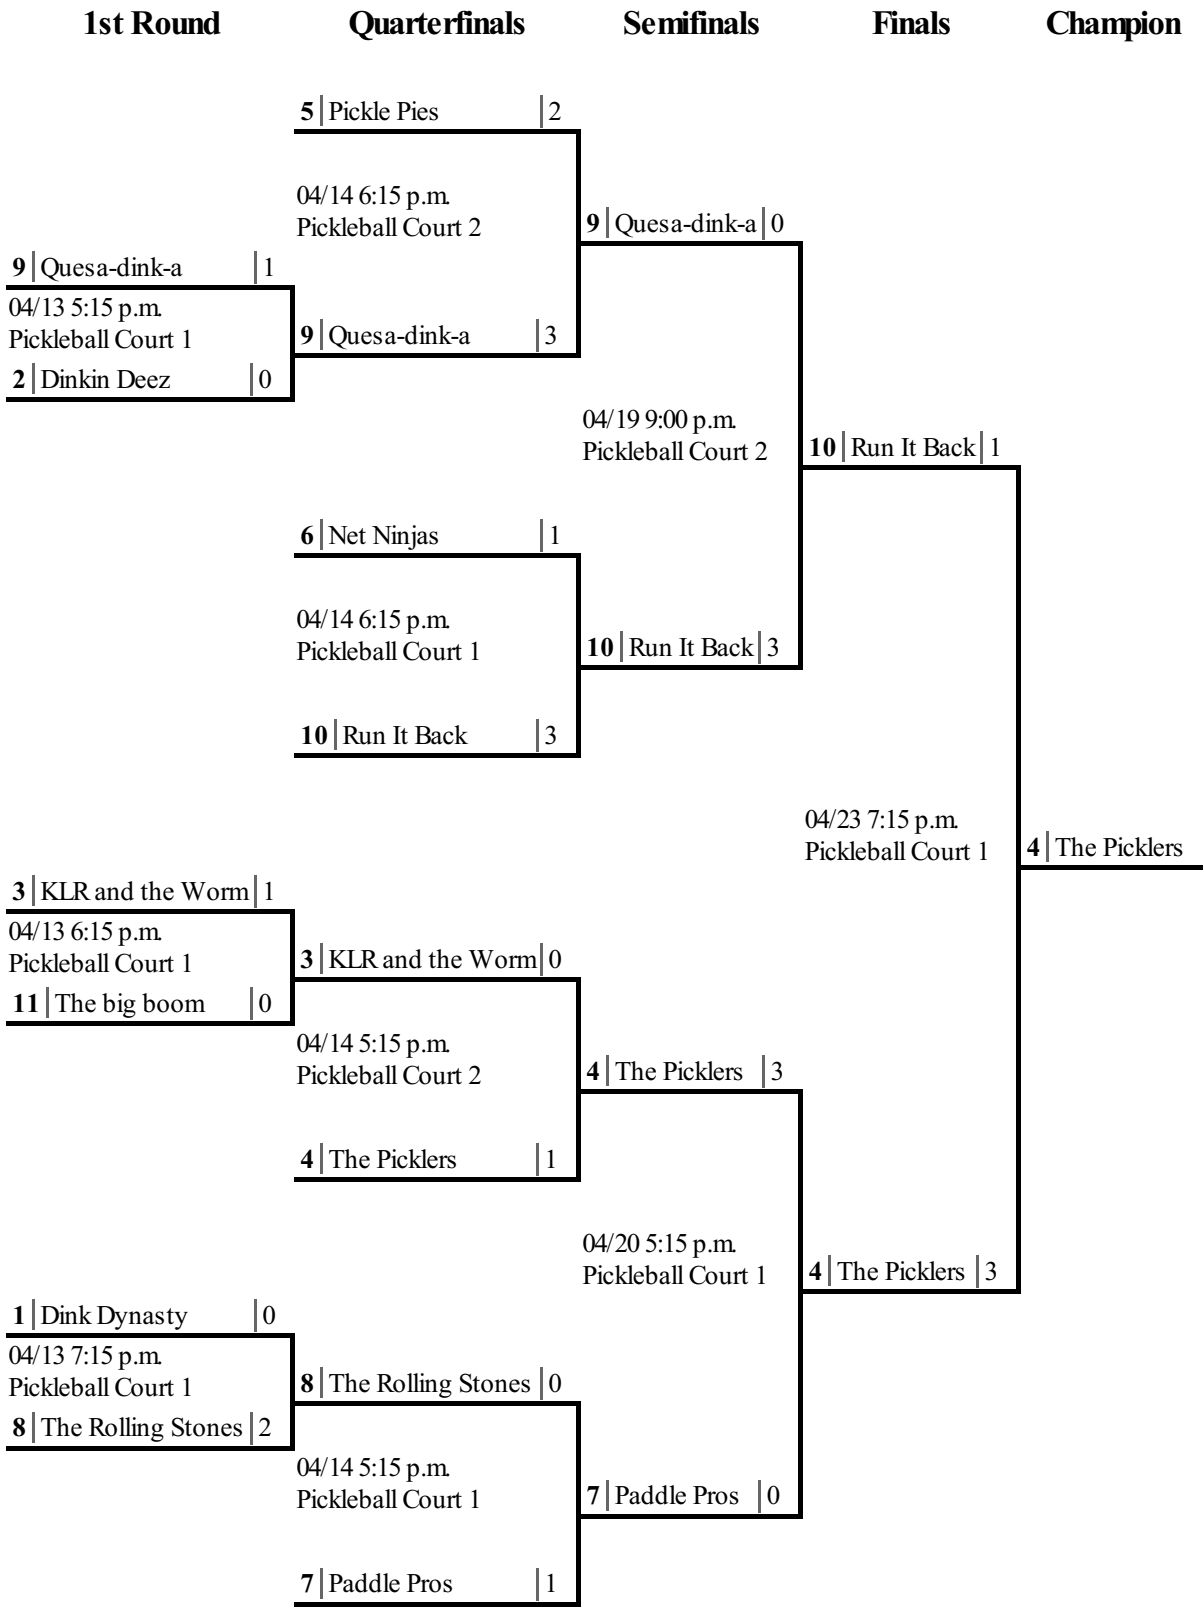 1st Round Quarterfinals Semifinals Finals Champion
5 Pickle Pies 2
04/14 6:15 p.m.
Pickleball Court 2
9 Quesa-dink-a 0
9 Quesa-dink-a 1
04/13 5:15 p.m.
Pickleball Court 1
9 Quesa-dink-a 3
2 Dinkin Deez 0
04/19 9:00 p.m.
Pickleball Court 2
10 Run It Back 1
6 Net Ninjas 1
04/14 6:15 p.m.
Pickleball Court 1
10 Run It Back 3
10 Run It Back 3
04/23 7:15 p.m.
Pickleball Court 1
4 The Picklers
3 KLR and the Worm 1
04/13 6:15 p.m.
Pickleball Court 1
3 KLR and the Worm 0
11 The big boom 0
04/14 5:15 p.m.
Pickleball Court 2
4 The Picklers 3
4 The Picklers 1
04/20 5:15 p.m.
Pickleball Court 1
4 The Picklers 3
1 Dink Dynasty 0
04/13 7:15 p.m.
Pickleball Court 1
8 The Rolling Stones 0
8 The Rolling Stones 2
04/14 5:15 p.m.
Pickleball Court 1
7 Paddle Pros 0
7 Paddle Pros 1